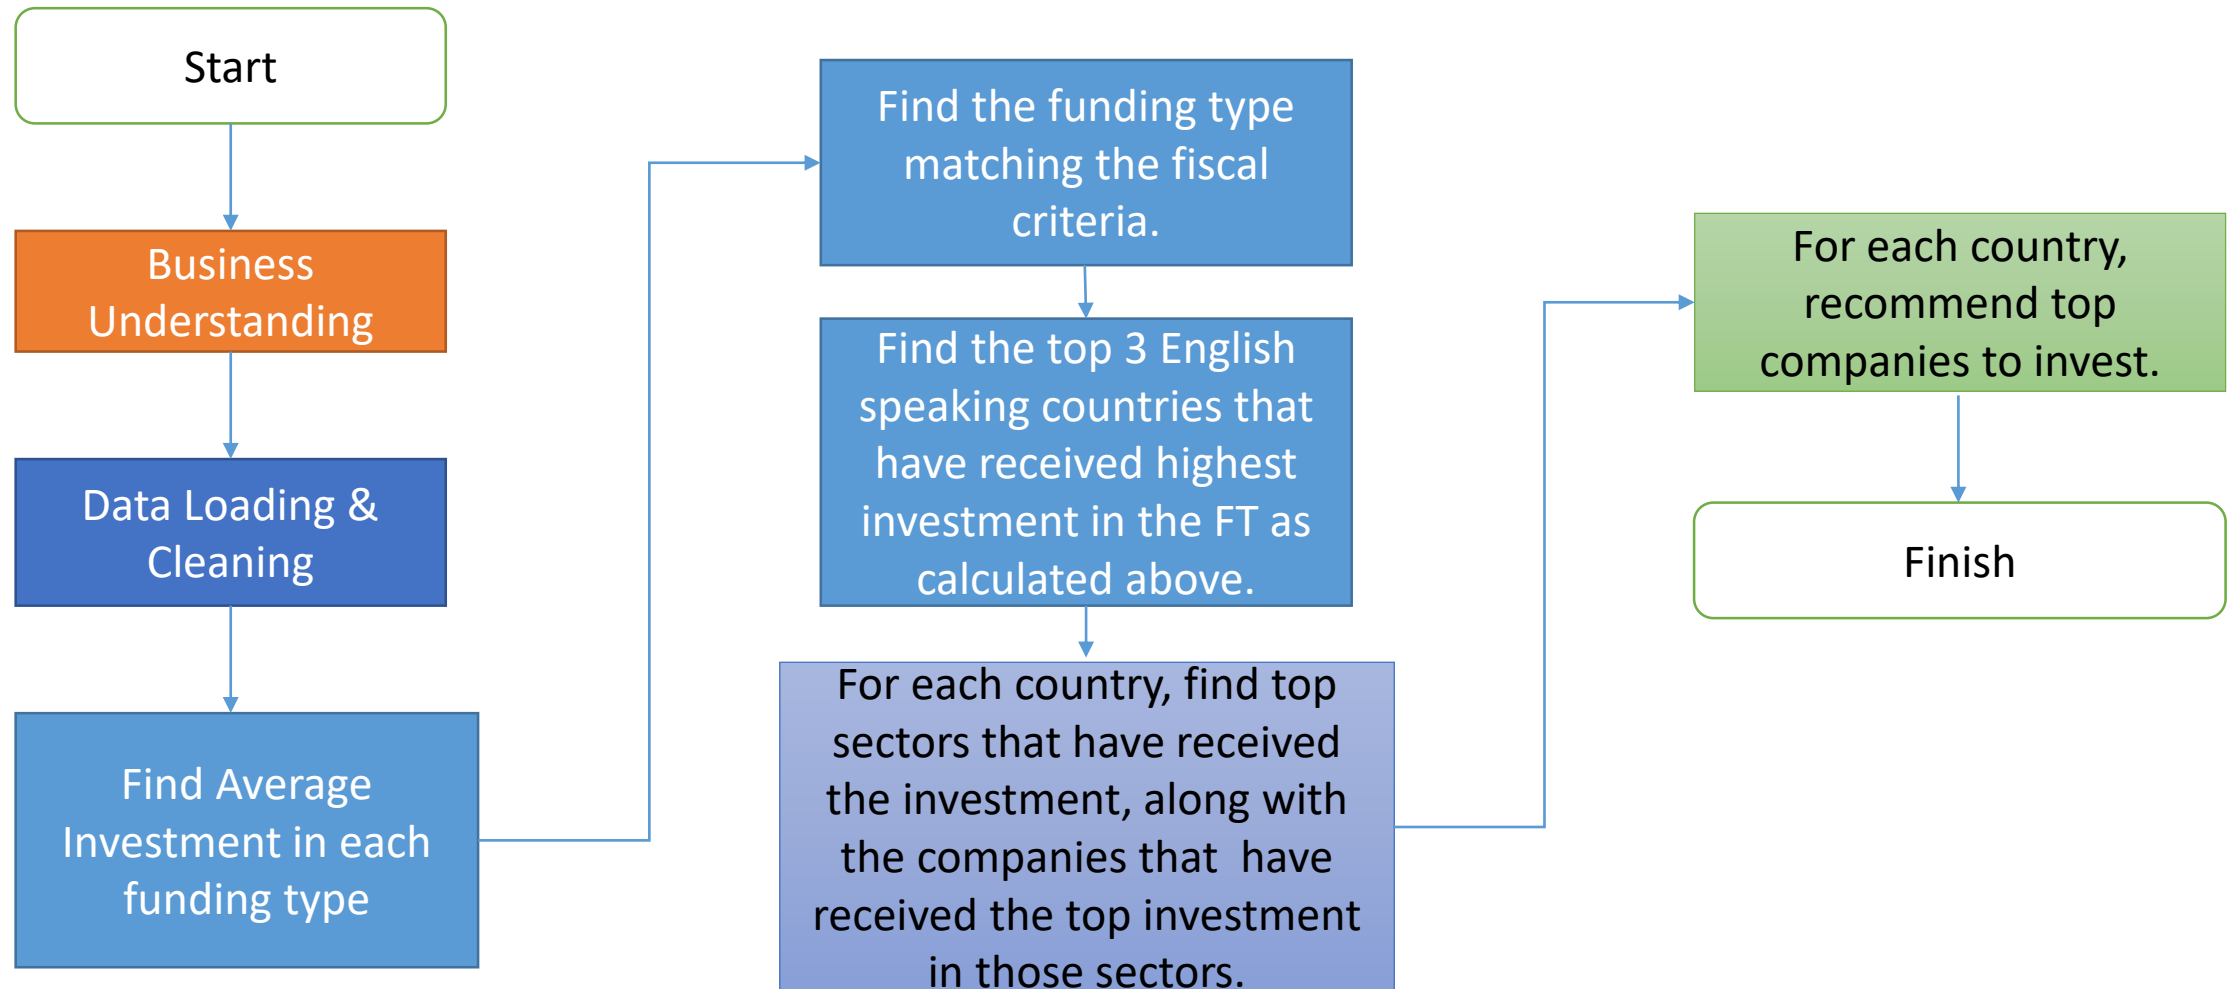 Start
Business
Understanding
Data Loading &
Cleaning
Find Average
Investment in each
funding type
Find the funding type
matching the fiscal
criteria.
Find the top 3 English
speaking countries that
have received highest
investment in the FT as
calculated above.
For each country, find top
sectors that have received
the investment, along with
the companies that  have
received the top investment
in those sectors.
For each country,
recommend top
companies to invest.
Finish